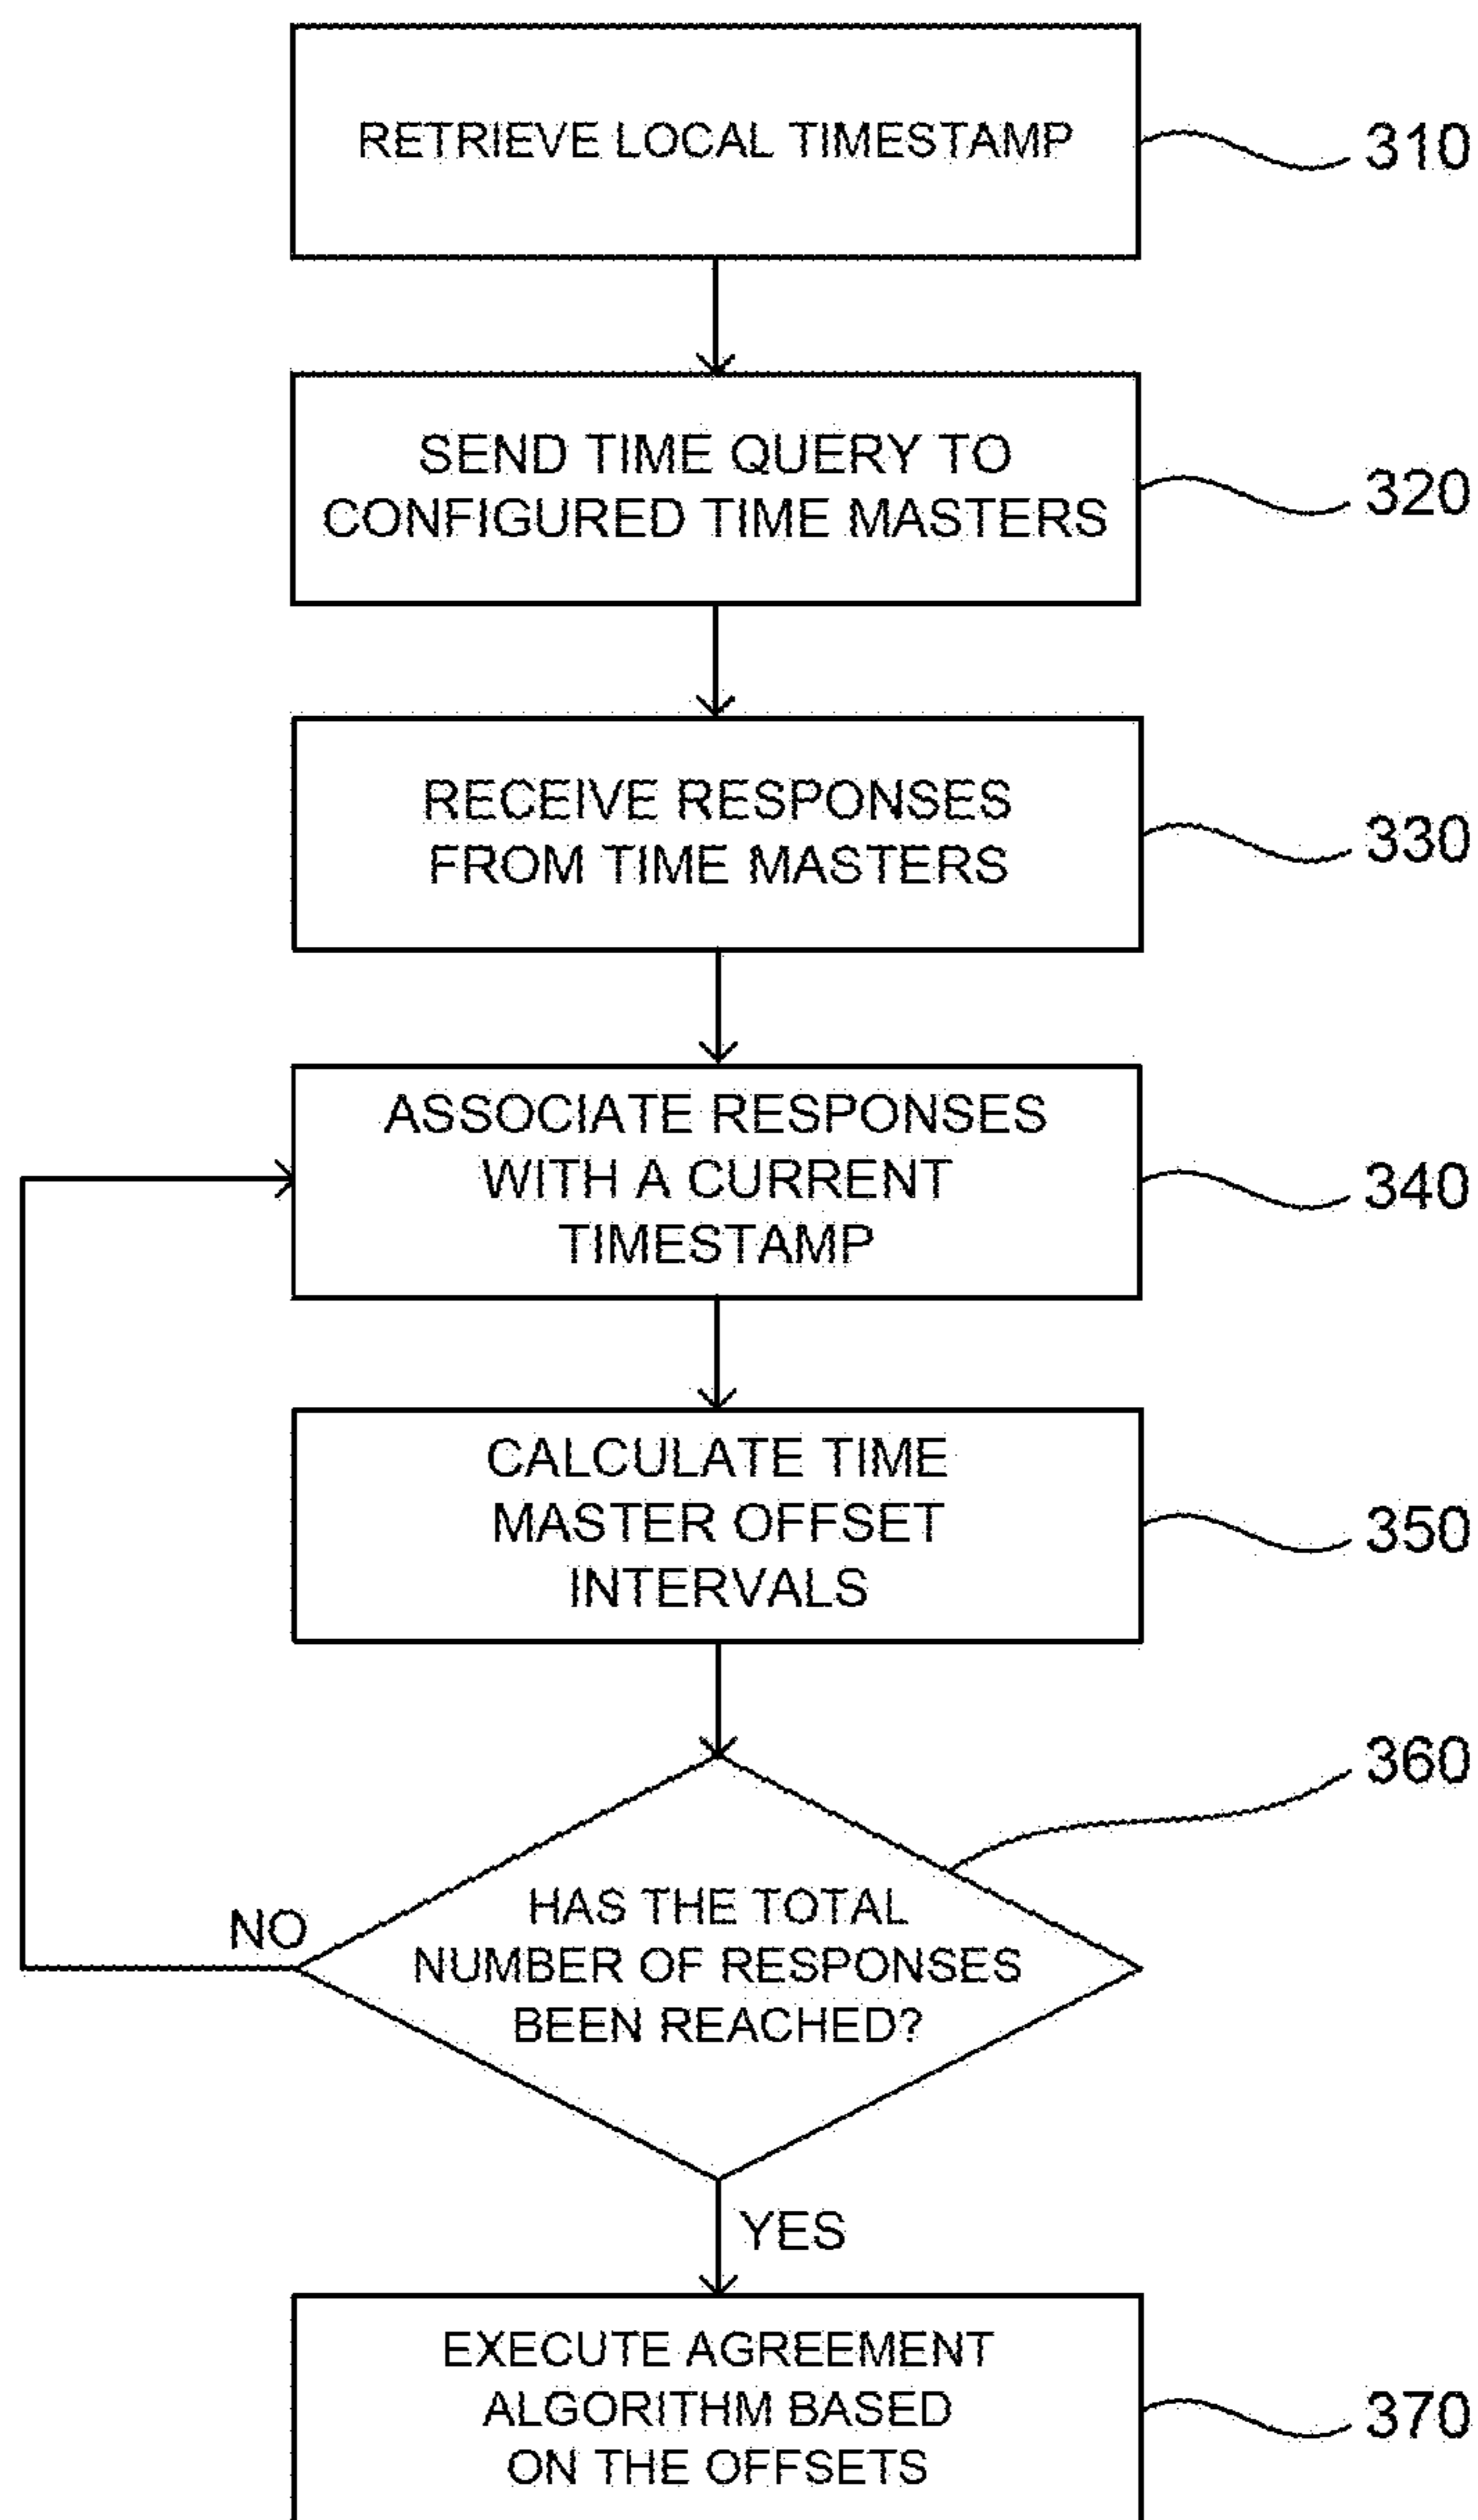 RETRIEVE LOCAL TIMESTAMP
310
SEND TIME QUERY TO
CONFIGURED TIME MASTERS
320
RECEIVE RESPONSES
FROM TIME MASTERS
330
ASSOCIATE RESPONSES
WITH A CURRENT
TIMESTAMP
340
CALCULATE TIME
MASTER OFFSET
INTERVALS
350
360
HAS THE TOTAL
NUMBER OF RESPONSES
BEEN REACHED?
NO
YES
EXECUTE AGREEMENT
ALGORITHM BASED
ON THE OFFSETS
370